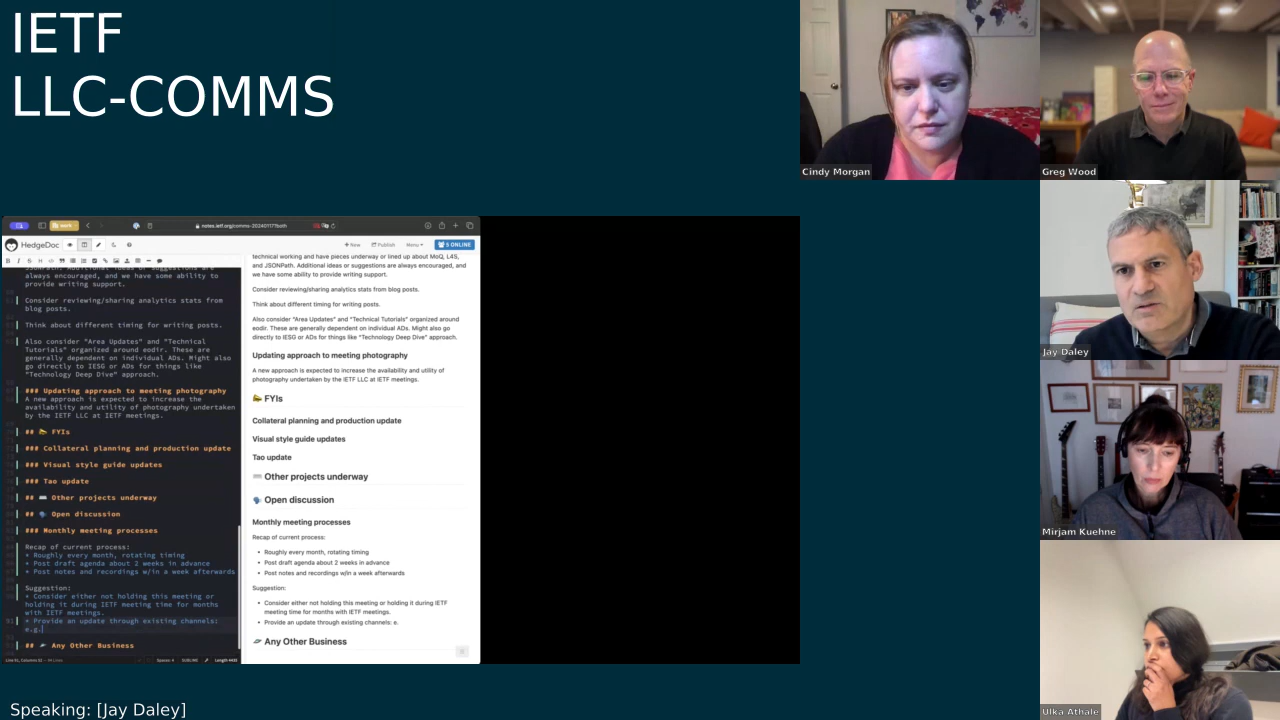 IETF
LLC-COMMS
Cindy Morgan
Greg Wood
Jay Daley
Mirjam Kuehne
Ulka Athale
work
notes.ietf.org/comms-20240117?both
HedgeDoc
New
Publish
Menu
5 ONLINE
always encouraged, and we have some ability to
provide writing support.
Consider reviewing/sharing analytics stats from
blog posts.
Think about different timing for writing posts.
Also consider "Area Updates" and "Technical
Tutorials" organized around eodir. These are
generally dependent on individual ADs. Might also
go directly to IESG or ADs for things like
"Technology Deep Dive" approach.
### Updating approach to meeting photography
A new approach is expected to increase the
availability and utility of photography undertaken
by the IETF LLC at IETF meetings.
## FYIs
### Collateral planning and production update
### Visual style guide updates
### Tao update
## Other projects underway
## Open discussion
### Monthly meeting processes
Recap of current process:
+ Roughly every month, rotating timing
+ Post draft agenda about 2 weeks in advance
+ Post notes and recordings w/in a week afterwards
Suggestion:
+ Consider either not holding this meeting or
holding it during IETF meeting time for months
with IETF meetings.
+ Provide an update through existing channels:
e.g.
## Any Other Business
technical working and have pieces underway or lined up about MoQ, L4S,
and JSONPath. Additional ideas or suggestions are always encouraged, and
we have some ability to provide writing support.
Consider reviewing/sharing analytics stats from blog posts.
Think about different timing for writing posts.
Also consider "Area Updates" and "Technical Tutorials" organized around
eodir. These are generally dependent on individual ADs. Might also go
directly to IESG or ADs for things like "Technology Deep Dive" approach.
Updating approach to meeting photography
A new approach is expected to increase the availability and utility of
photography undertaken by the IETF LLC at IETF meetings.
FYIs
Collateral planning and production update
Visual style guide updates
Tao update
Other projects underway
Open discussion
Monthly meeting processes
Recap of current process:
• Roughly every month, rotating timing
• Post draft agenda about 2 weeks in advance
• Post notes and recordings w/in a week afterwards
Suggestion:
• Consider either not holding this meeting or holding it during IETF
meeting time for months with IETF meetings.
• Provide an update through existing channels: e.
Any Other Business
Spaces: 4
SUBLIME
Speaking: [Jay Daley]